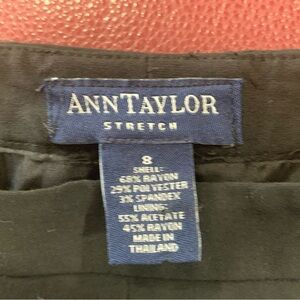 ANN TAYLOR
STRETCH
8
SHELL:
68% RAYON
29% POLYESTER
3% SPANDEX
LINING:
55% ACETATE
45% RAYON
MADE IN
THAILAND